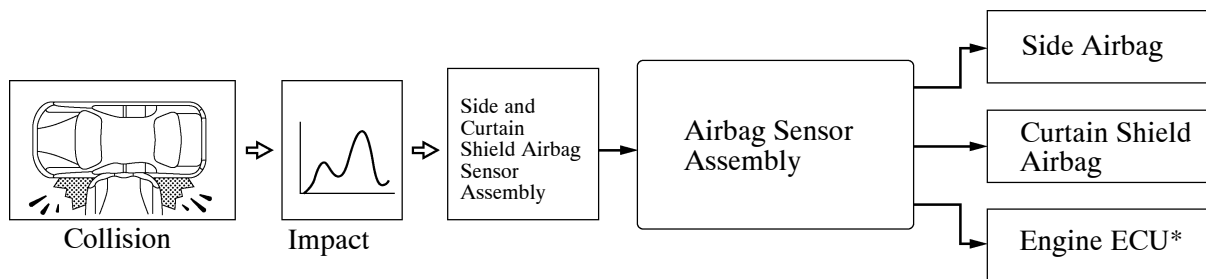 Collision
Impact
Side and
Curtain
Shield Airbag
Sensor
Assembly
Airbag Sensor
Assembly
Side Airbag
Curtain Shield
Airbag
Engine ECU*